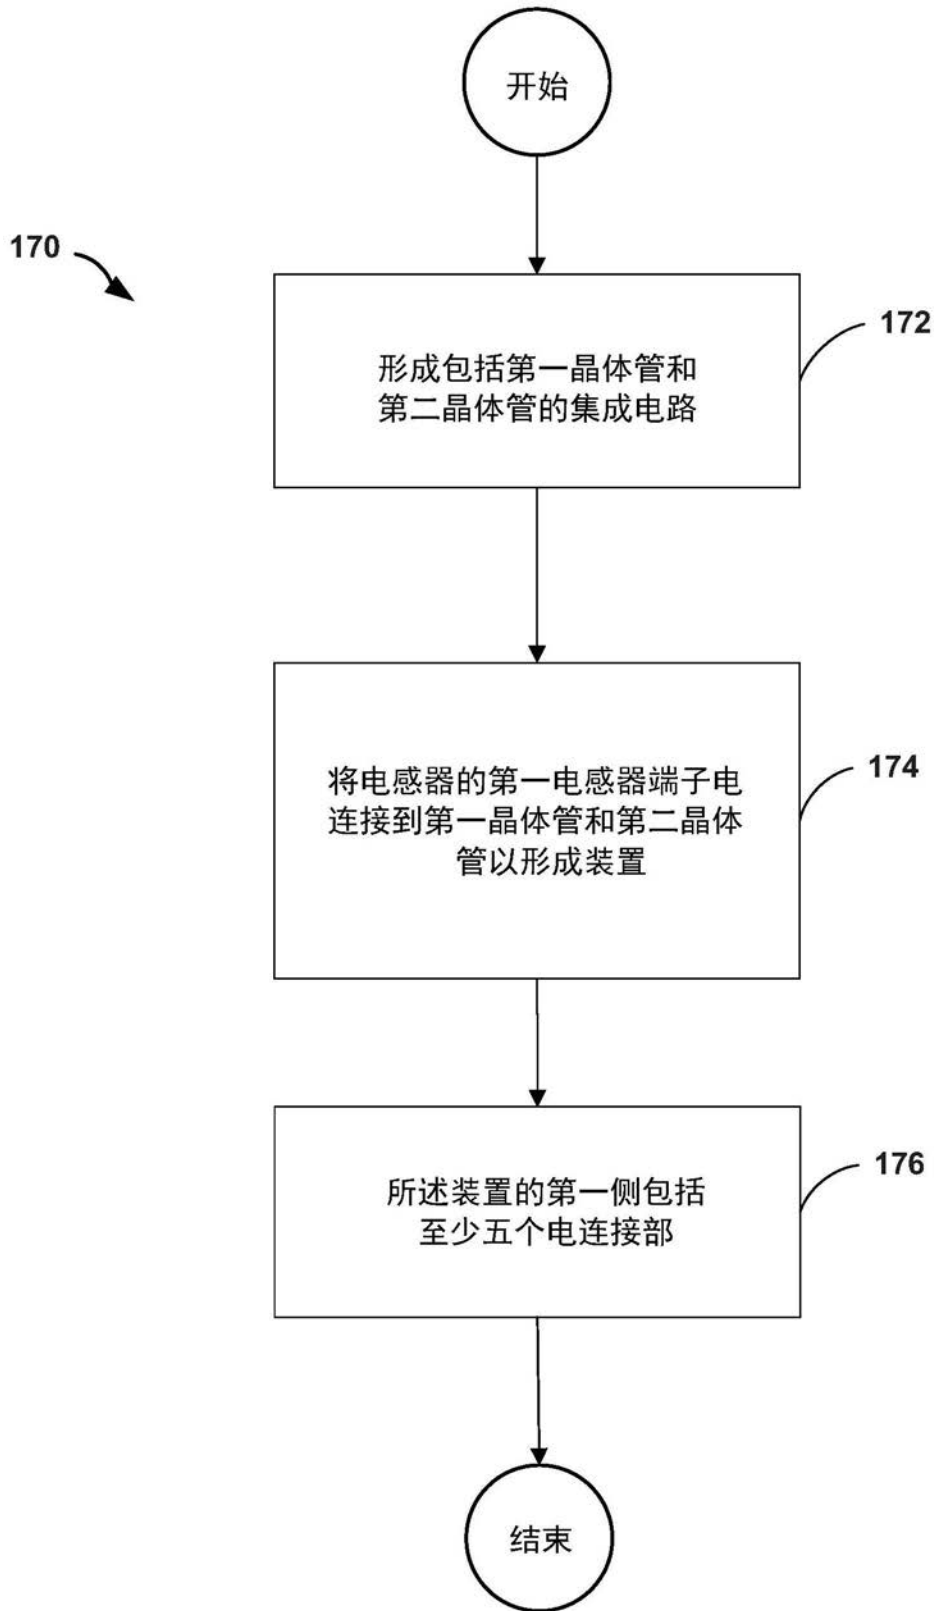 开始
170
172
形成包括第一晶体管和
第二晶体管的集成电路
174
将电感器的第一电感器端子电
连接到第一晶体管和第二晶体
管以形成装置
176
所述装置的第一侧包括
至少五个电连接部
结束